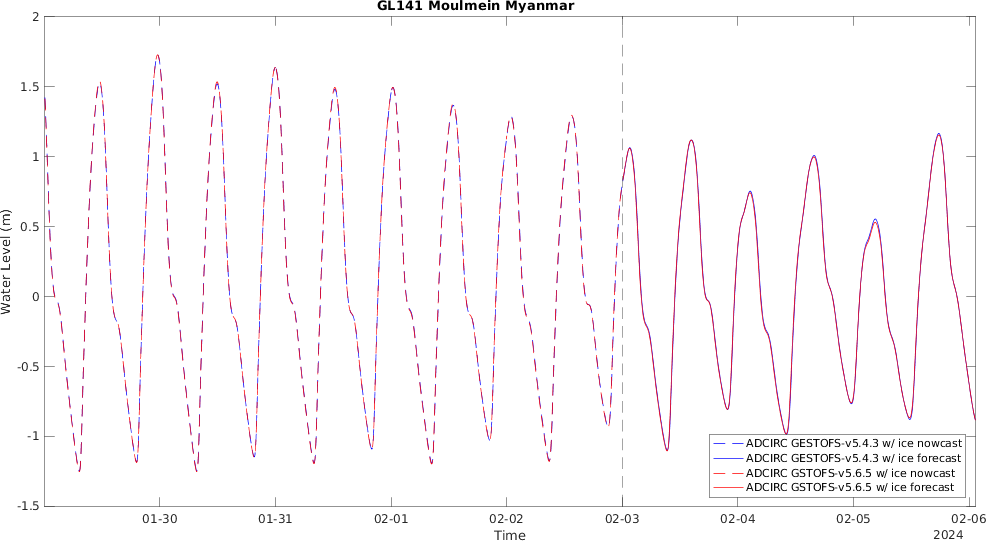 GL141 Moulmein Myanmar
2
1.5
1
0.5
0
-0.5
-1
-1.5
Water Level (m)
01-30
01-31
02-01
02-02
02-03
02-04
02-05
02-06
Time
2024
ADCIRC GESTOFS-v5.4.3 w/ ice nowcast
ADCIRC GESTOFS-v5.4.3 w/ ice forecast
ADCIRC GSTOFS-v5.6.5 w/ ice nowcast
ADCIRC GSTOFS-v5.6.5 w/ ice forecast